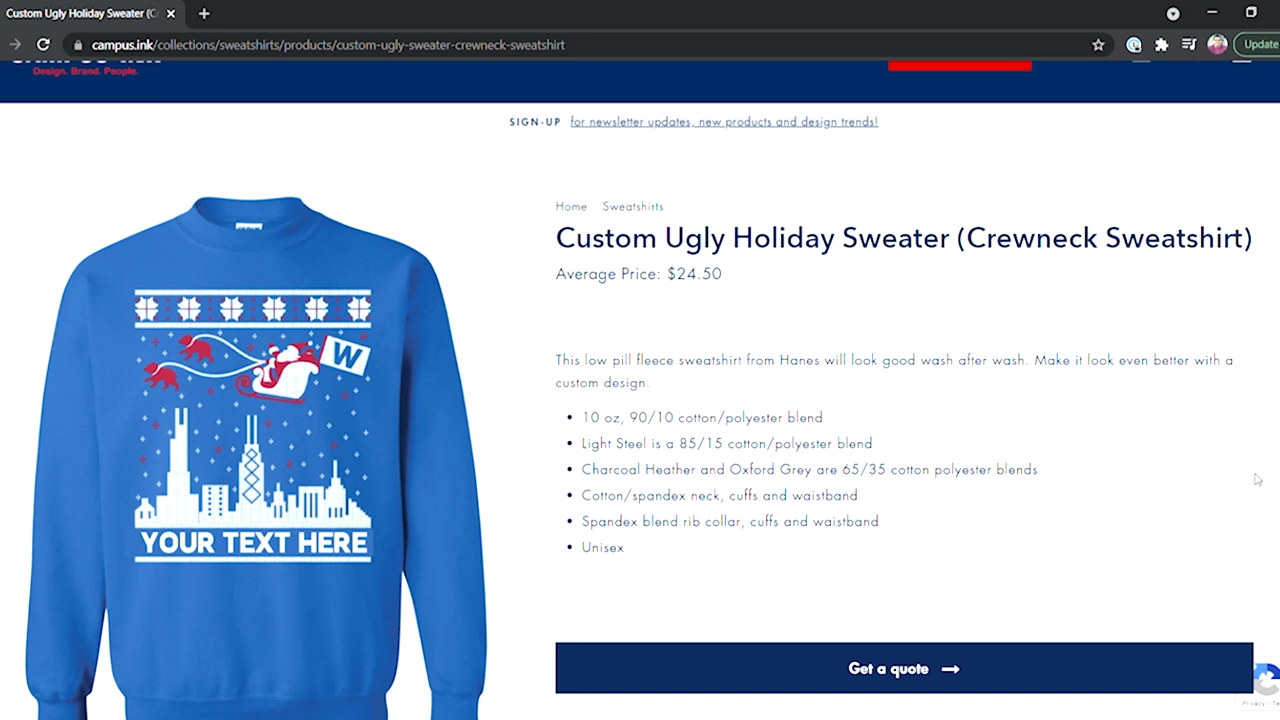 Custom Ugly Holiday Sweater (C
campus.ink/collections/sweatshirts/products/custom-ugly-sweater-crewneck-sweatshirt
Update
Design. Brand. People.
SIGN-UP for newsletter updates, new products and design trends!
Home Sweatshirts
Custom Ugly Holiday Sweater (Crewneck Sweatshirt)
Average Price: $24.50
This low pill fleece sweatshirt from Hanes will look good wash after wash. Make it look even better with a
custom design.
10 oz, 90/10 cotton/polyester blend
Light Steel is a 85/15 cotton/polyester blend
Charcoal Heather and Oxford Grey are 65/35 cotton polyester blends
Cotton/spandex neck, cuffs and waistband
Spandex blend rib collar, cuffs and waistband
Unisex
W
YOUR TEXT HERE
Get a quote
Privacy - Te